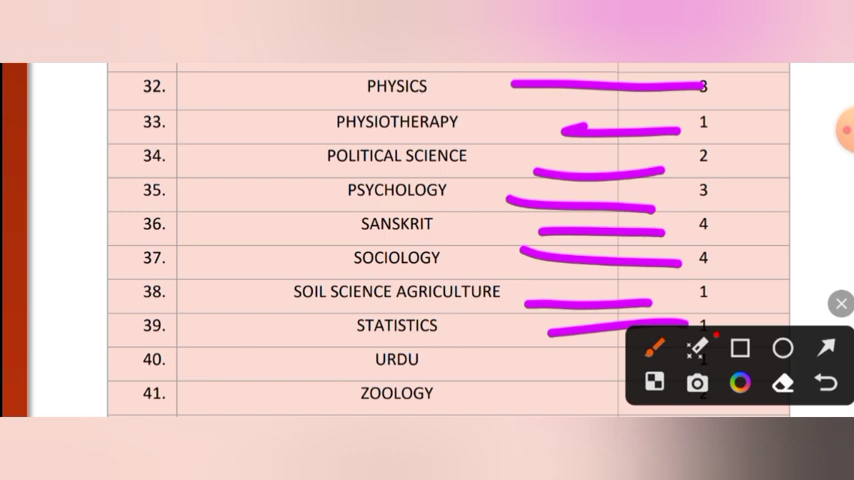 32. PHYSICS 3
33. PHYSIOTHERAPY 1
34. POLITICAL SCIENCE 2
35. PSYCHOLOGY 3
36. SANSKRIT 4
37. SOCIOLOGY 4
38. SOIL SCIENCE AGRICULTURE 1
39. STATISTICS 1
40. URDU
41. ZOOLOGY